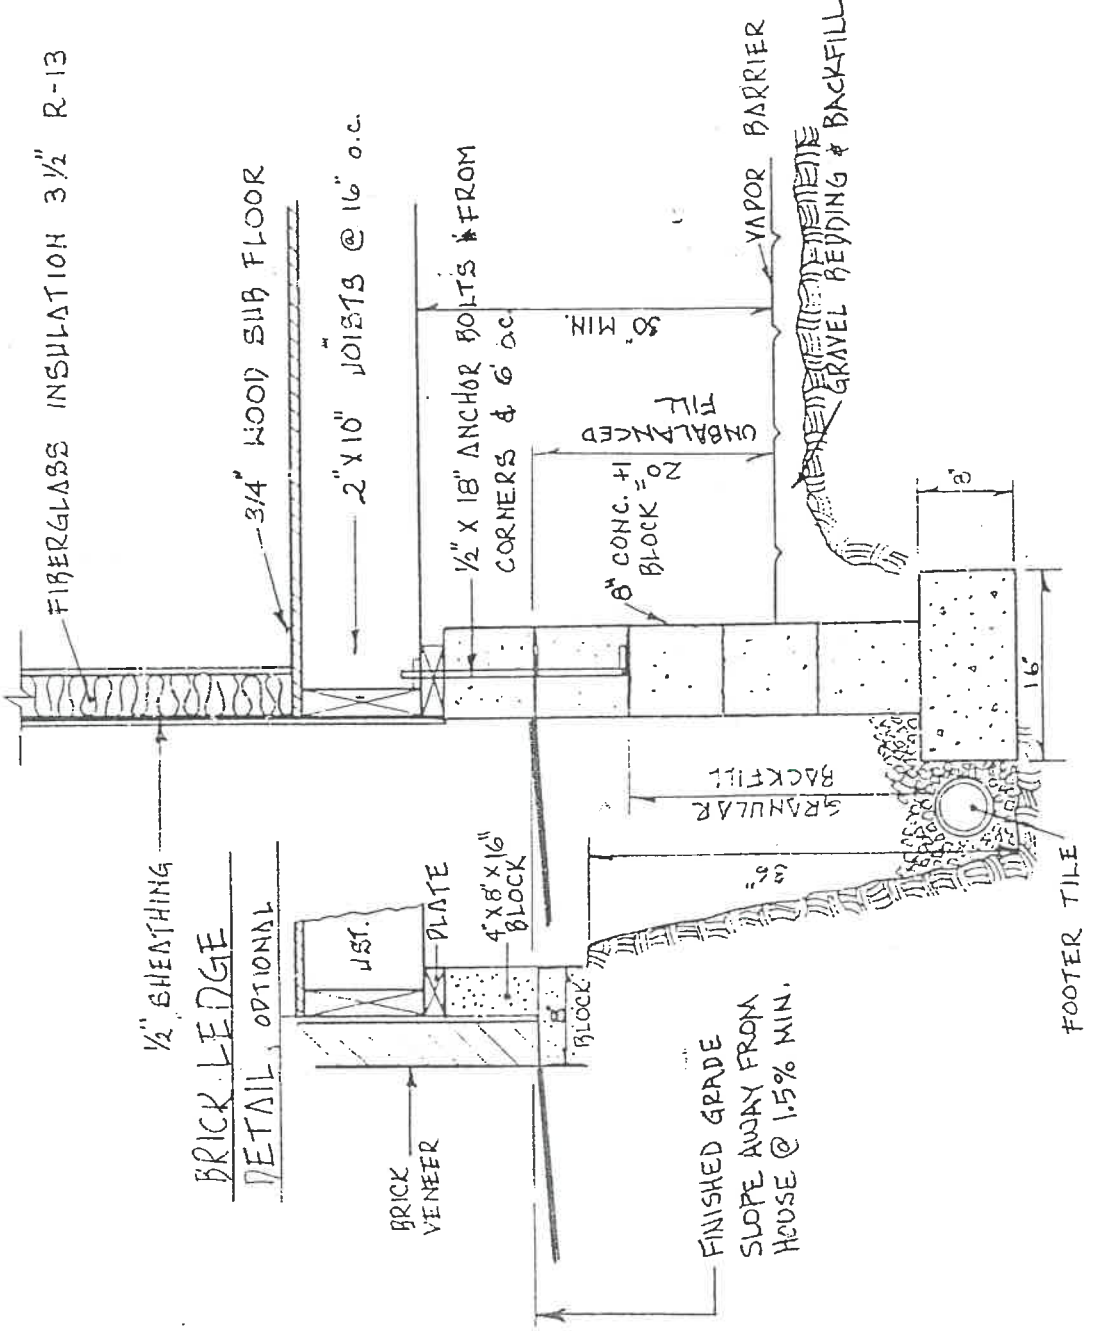 FIBERGLASS INSULATION 3½" R-13
3/4" WOOD SUB FLOOR
2"X10" JOISTS @ 16" o.c.
½" X 18" ANCHOR BOLTS FROM
CORNERS & 6' o.c.
30" MIN.
VAPOR BARRIER
GRAVEL BEDDING & BACKFILL
UNBALANCED
FILL
8" CONC.
BLOCK
8"
16"
GRANULAR
BACKFILL
36"
FOOTER TILE
½" SHEATHING
BRICK LEDGE
DETAIL, OPTIONAL
JST.
PLATE
4"X8"X16"
BLOCK
8"
BLOCK
BRICK
VENEER
FINISHED GRADE
SLOPE AWAY FROM
HOUSE @ 1.5% MIN.